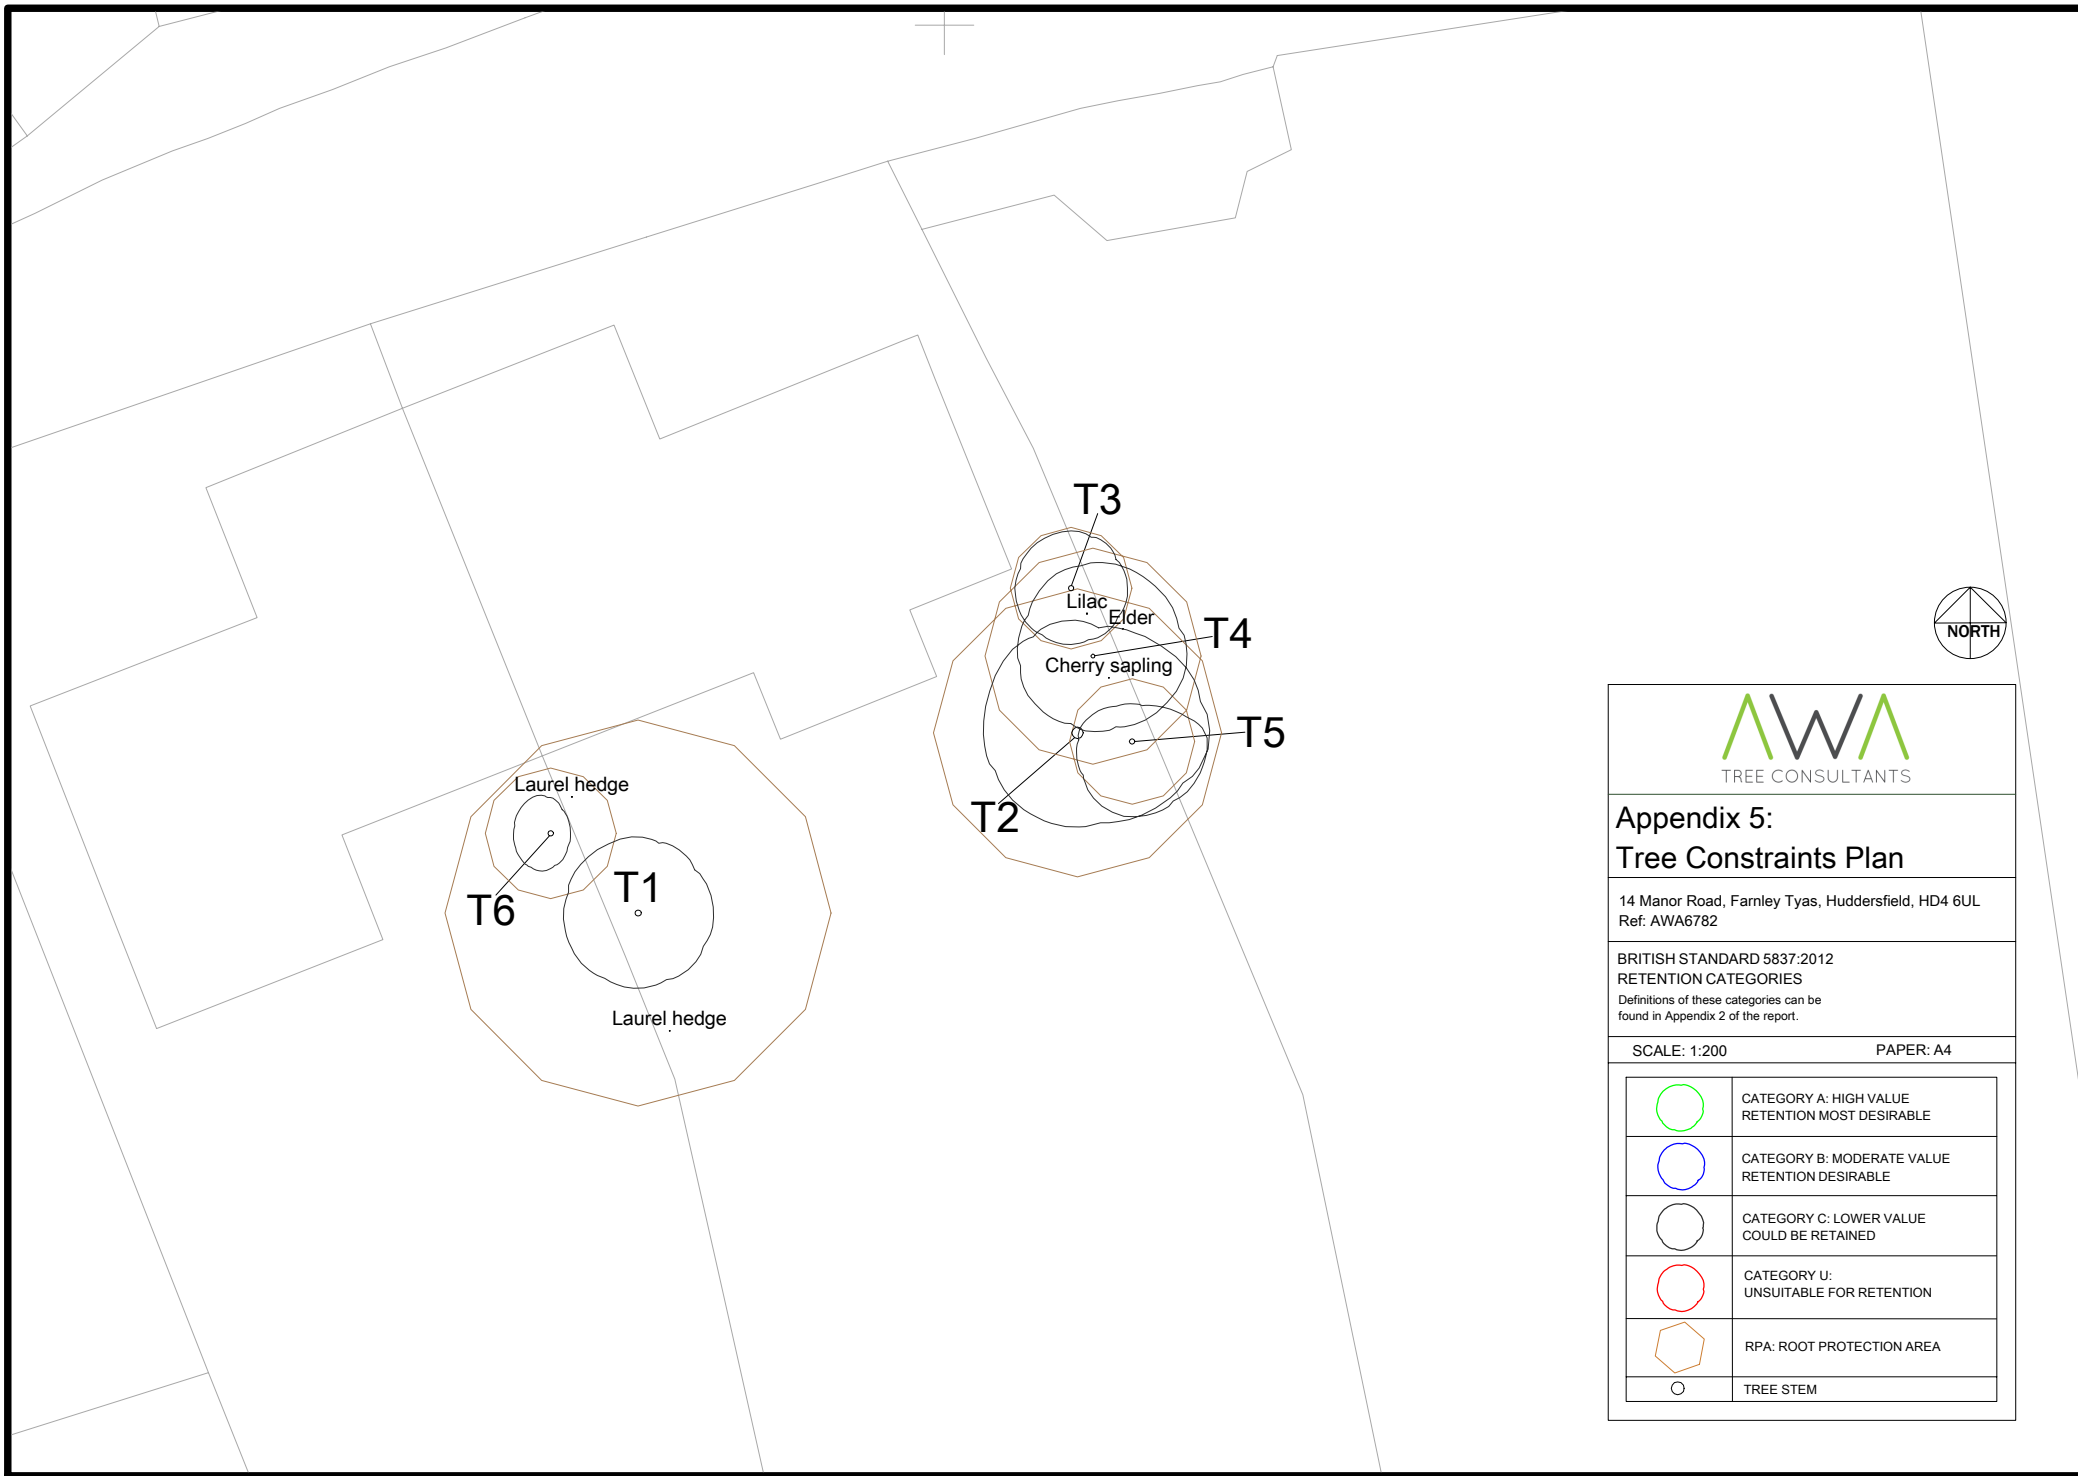 T3
Lilac
Elder
T4
Cherry sapling
T5
T2
NORTH
Laurel hedge
T6
T1
Laurel hedge
AWA
TREE CONSULTANTS
Appendix 5:
Tree Constraints Plan
14 Manor Road, Farnley Tyas, Huddersfield, HD4 6UL
Ref: AWA6782
BRITISH STANDARD 5837:2012
RETENTION CATEGORIES
Definitions of these categories can be
found in Appendix 2 of the report.
SCALE: 1:200 PAPER: A4
CATEGORY A: HIGH VALUE
RETENTION MOST DESIRABLE
CATEGORY B: MODERATE VALUE
RETENTION DESIRABLE
CATEGORY C: LOWER VALUE
COULD BE RETAINED
CATEGORY U:
UNSUITABLE FOR RETENTION
RPA: ROOT PROTECTION AREA
TREE STEM